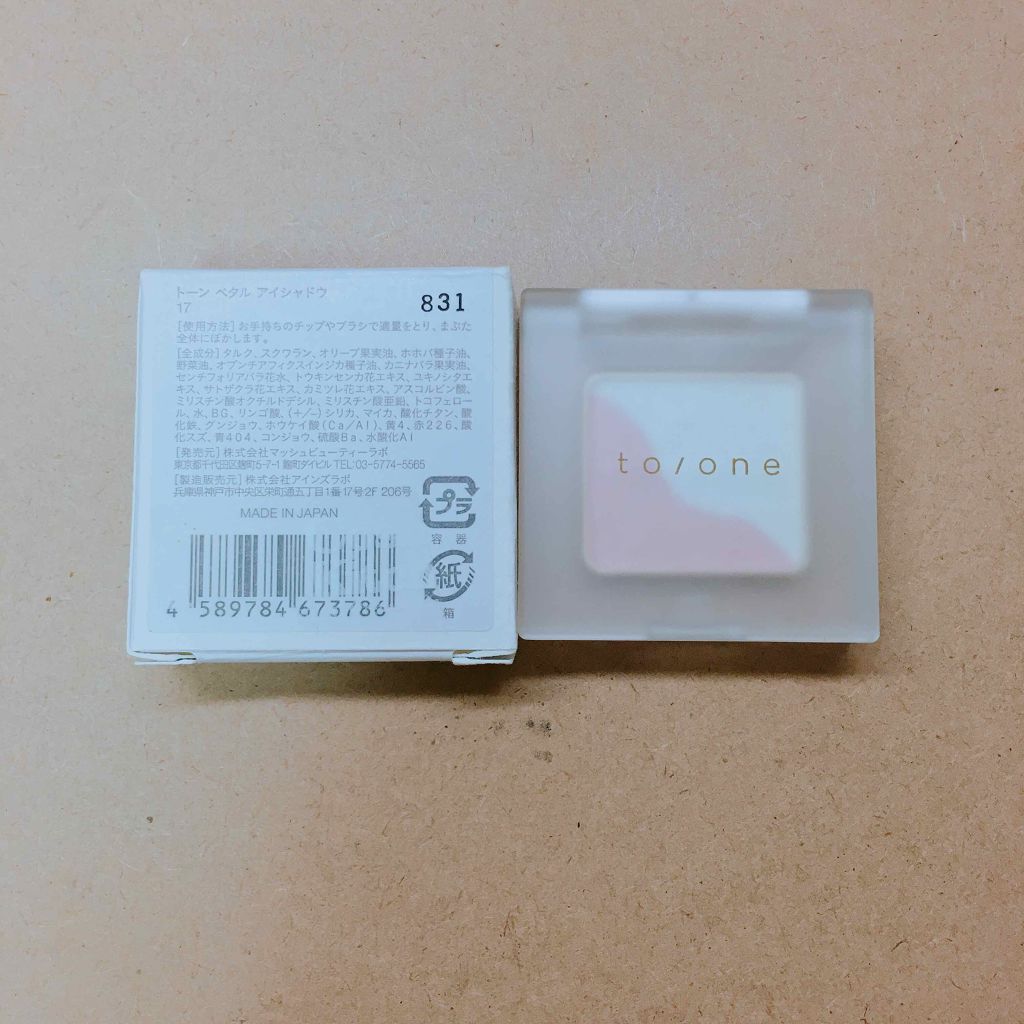 トーン ペタル アイシャドウ
17
831
[使用方法]お手持ちのチップやブラシで適量をとり、まぶた
全体にぼかします。
[全成分]タルク、スクワラン、オリーブ果実油、ホホバ種子油、
野菜油、オプンチアフィクスインジカ種子油、カニナバラ果実油、
センチフォリアバラ花水、トウキンセンカ花エキス、ユキノシタエ
キス、サトザクラ花エキス、カミツレ花エキス、アスコルビン酸、
ミリスチン酸オクチルドデシル、ミリスチン酸亜鉛、トコフェロー
ル、水、BG、リンゴ酸、(+/−)シリカ、マイカ、酸化チタン、酸
化鉄、グンジョウ、ホウケイ酸(Ca/Al)、黄4、赤226、酸
化スズ、青404、コンジョウ、硫酸Ba、水酸化Al
[発売元]株式会社マッシュビューティーラボ
東京都千代田区麹町5-7-1 麹町ダイビル TEL:03-5774-5565
[製造販売元]株式会社アインズラボ
兵庫県神戸市中央区栄町通五丁目1番17号2F 206号
MADE IN JAPAN
プラ
容器
紙
箱
4 589784 673786
to/one